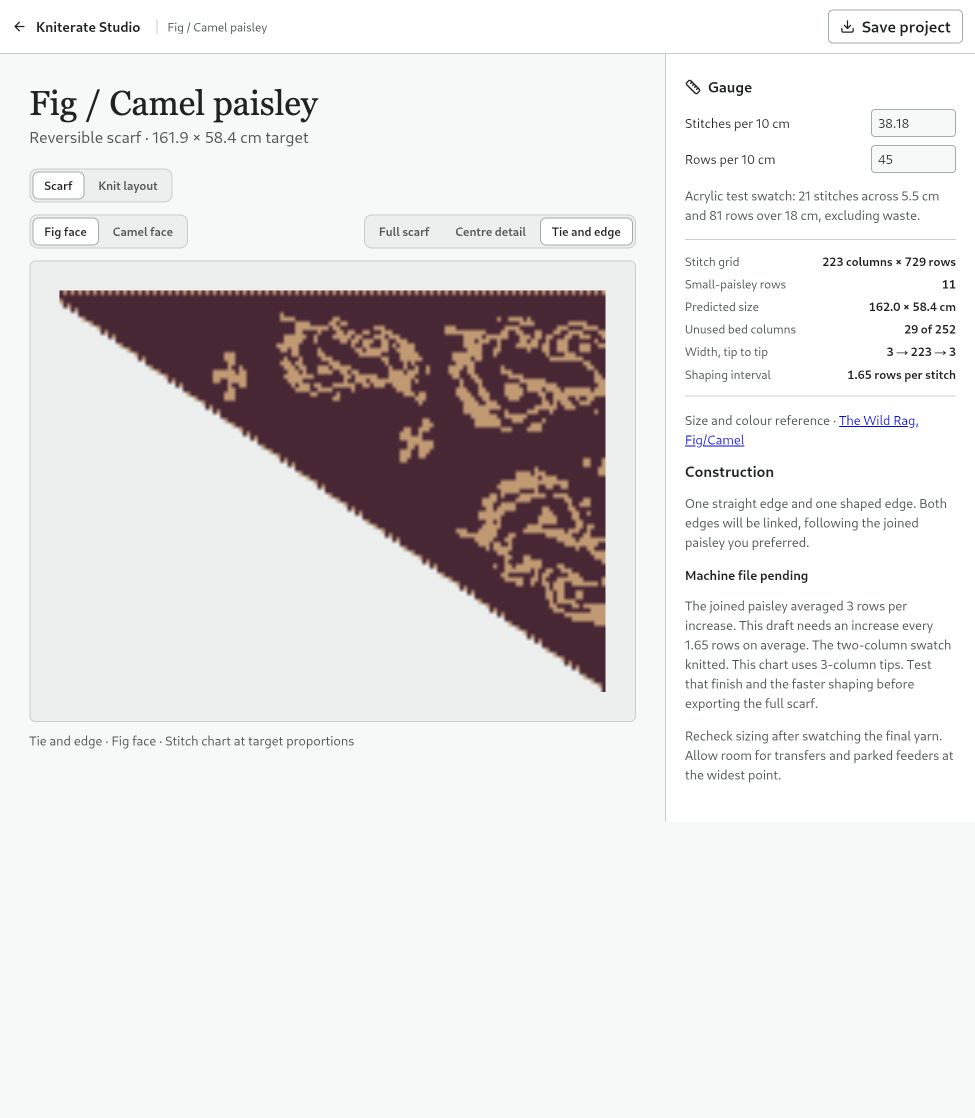 Kniterate Studio
Fig / Camel paisley
Save project
Fig / Camel paisley
Reversible scarf · 161.9 × 58.4 cm target
Scarf
Knit layout
Fig face
Camel face
Full scarf
Centre detail
Tie and edge
Tie and edge · Fig face · Stitch chart at target proportions
Gauge
Stitches per 10 cm 38.18
Rows per 10 cm 45
Acrylic test swatch: 21 stitches across 5.5 cm
and 81 rows over 18 cm, excluding waste.
Stitch grid 223 columns × 729 rows
Small-paisley rows 11
Predicted size 162.0 × 58.4 cm
Unused bed columns 29 of 252
Width, tip to tip 3 → 223 → 3
Shaping interval 1.65 rows per stitch
Size and colour reference · The Wild Rag,
Fig/Camel
Construction
One straight edge and one shaped edge. Both
edges will be linked, following the joined
paisley you preferred.
Machine file pending
The joined paisley averaged 3 rows per
increase. This draft needs an increase every
1.65 rows on average. The two-column swatch
knitted. This chart uses 3-column tips. Test
that finish and the faster shaping before
exporting the full scarf.
Recheck sizing after swatching the final yarn.
Allow room for transfers and parked feeders at
the widest point.